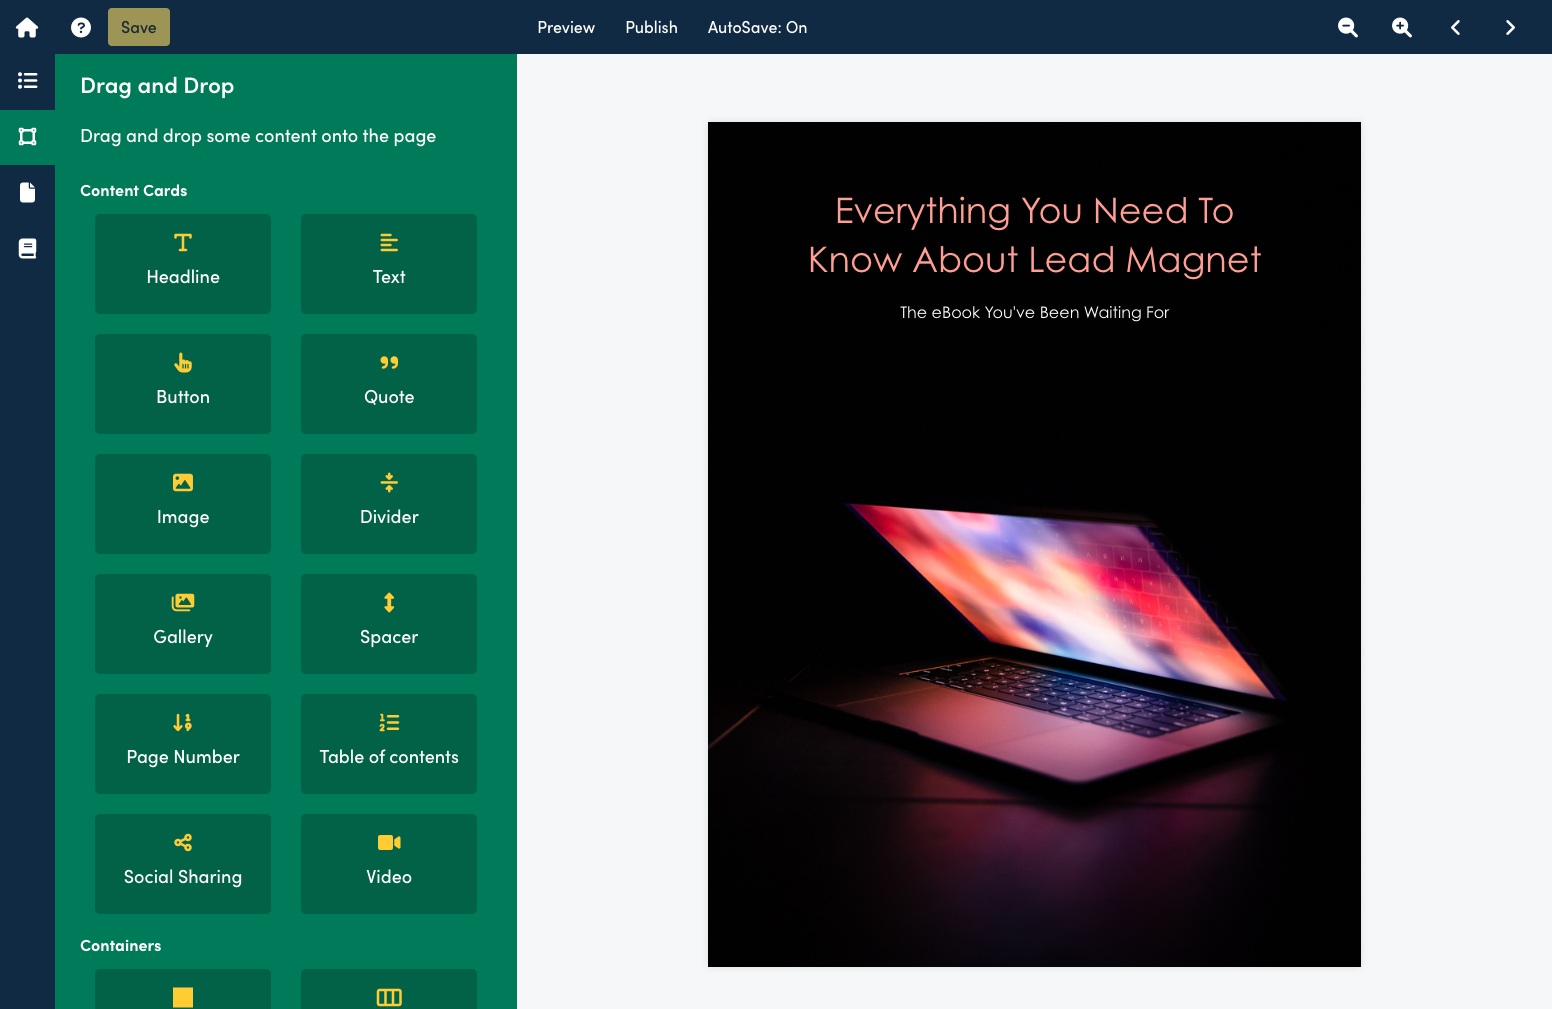 Save
Preview
Publish
AutoSave: On
Drag and Drop
Drag and drop some content onto the page
Content Cards
Headline
Text
Button
Quote
Image
Divider
Gallery
Spacer
Page Number
Table of contents
Social Sharing
Video
Containers
Everything You Need To
Know About Lead Magnet
The eBook You've Been Waiting For